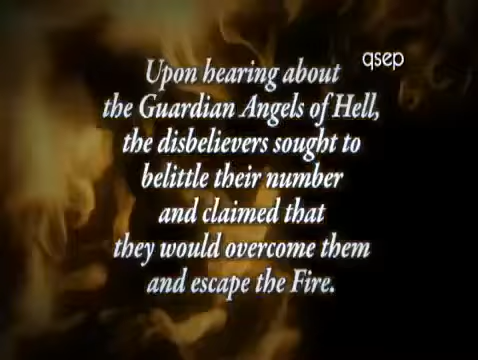 qsep
Upon hearing about
the Guardian Angels of Hell,
the disbelievers sought to
belittle their number
and claimed that
they would overcome them
and escape the Fire.